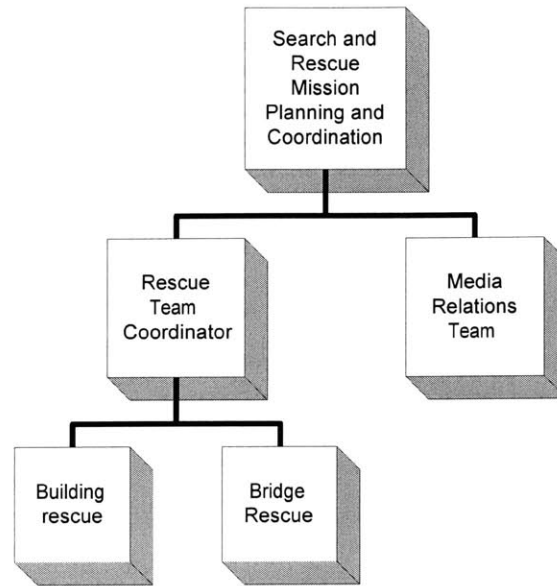 Search and
Rescue
Mission
Planning and
Coordination
Rescue
Team
Coordinator
Media
Relations
Team
Building
rescue
Bridge
Rescue